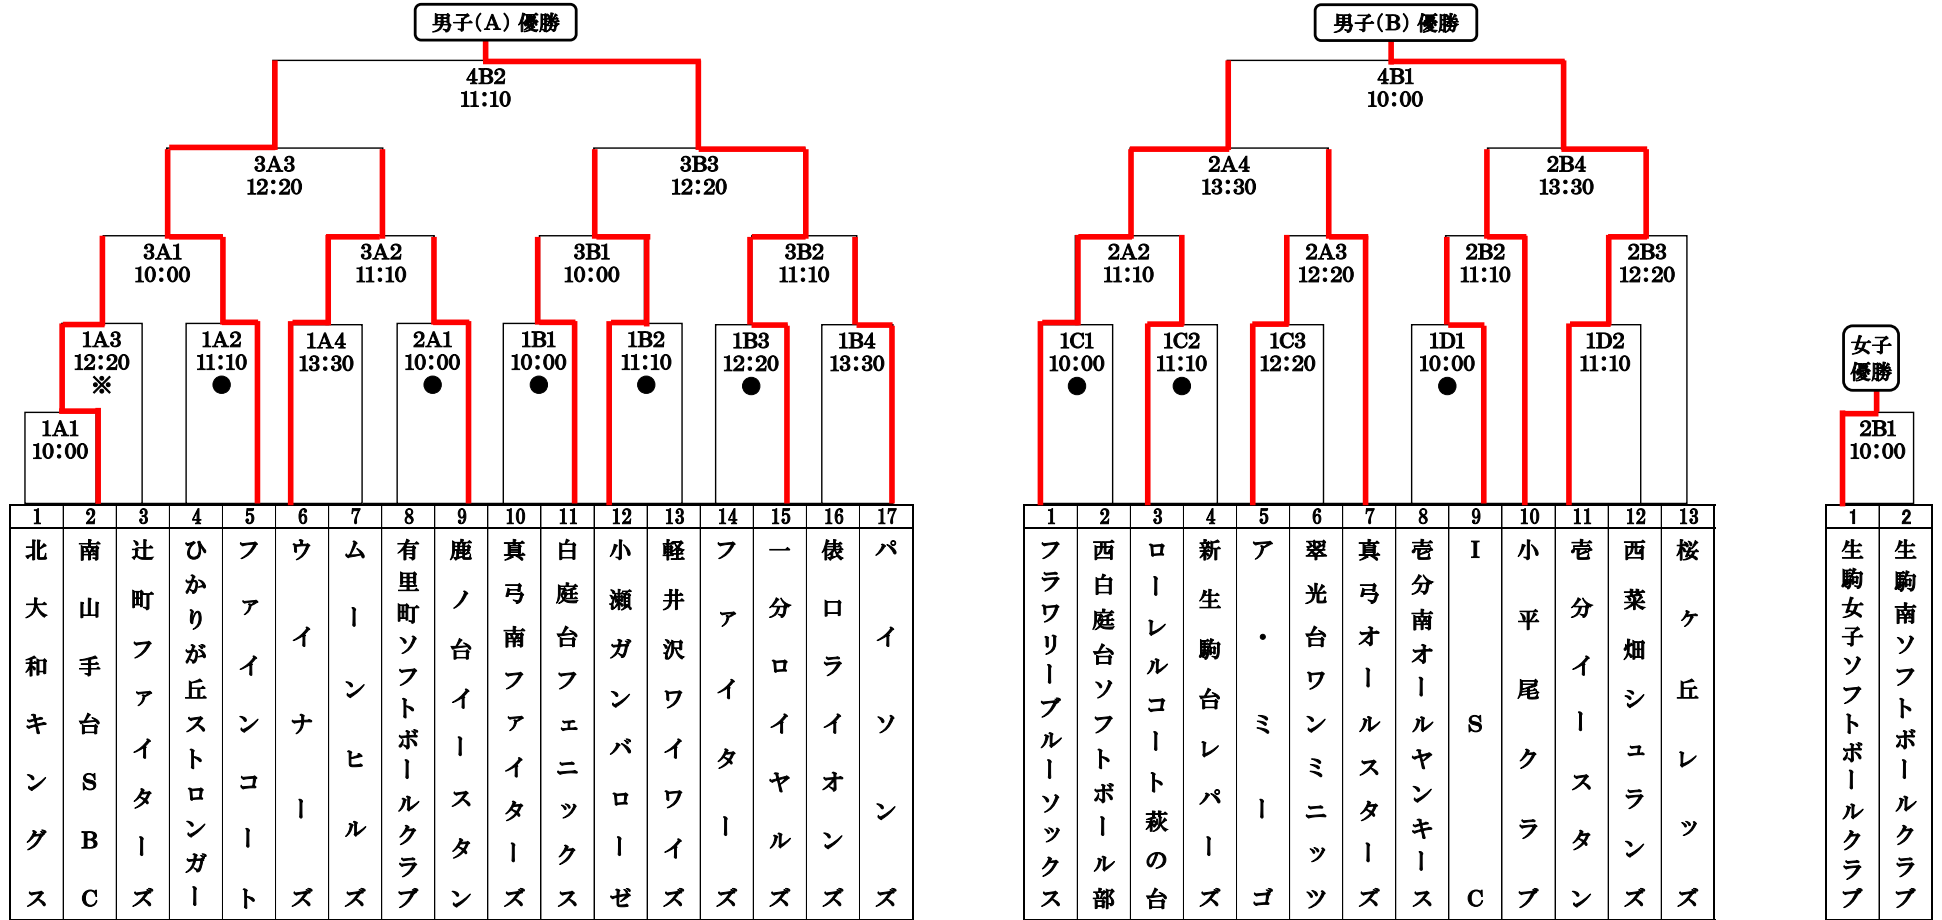 男子(A) 優勝
4B2
11:10
3A3
12:20
3B3
12:20
3A1
10:00
3A2
11:10
3B1
10:00
3B2
11:10
1A3
12:20
※
1A2
11:10
●
1A4
13:30
2A1
10:00
●
1B1
10:00
●
1B2
11:10
●
1B3
12:20
●
1B4
13:30
1A1
10:00
1 2 3 4 5 6 7 8 9 10 11 12 13 14 15 16 17
北大和キングス
南山手台SBC
辻町ファイターズ
ひかりが丘ストロンガー
ファインコート
ウイナーズ
ムーンヒルズ
有里町ソフトボールクラブ
鹿ノ台イースタン
真弓南ファイターズ
白庭台フェニックス
小瀬ガンバローゼ
軽井沢ワイワイズ
ファイターズ
一分ロイヤルズ
俵口ライオンズ
パイソンズ
男子(B) 優勝
4B1
10:00
2A4
13:30
2B4
13:30
2A2
11:10
2A3
12:20
2B2
11:10
2B3
12:20
1C1
10:00
●
1C2
11:10
●
1C3
12:20
1D1
10:00
●
1D2
11:10
1 2 3 4 5 6 7 8 9 10 11 12 13
フラワリーブルーソックス
西白庭台ソフトボール部
ローレルコート萩の台
新生駒台レパーズ
ア・ミーゴ
翠光台ワンミニッツ
真弓オールスターズ
壱分南オールヤンキース
ISC
小平尾クラブ
壱分イースタン
西菜畑シュランズ
桜ヶ丘レッズ
女子
優勝
2B1
10:00
1 2
生駒女子ソフトボールクラブ
生駒南ソフトボールクラブ